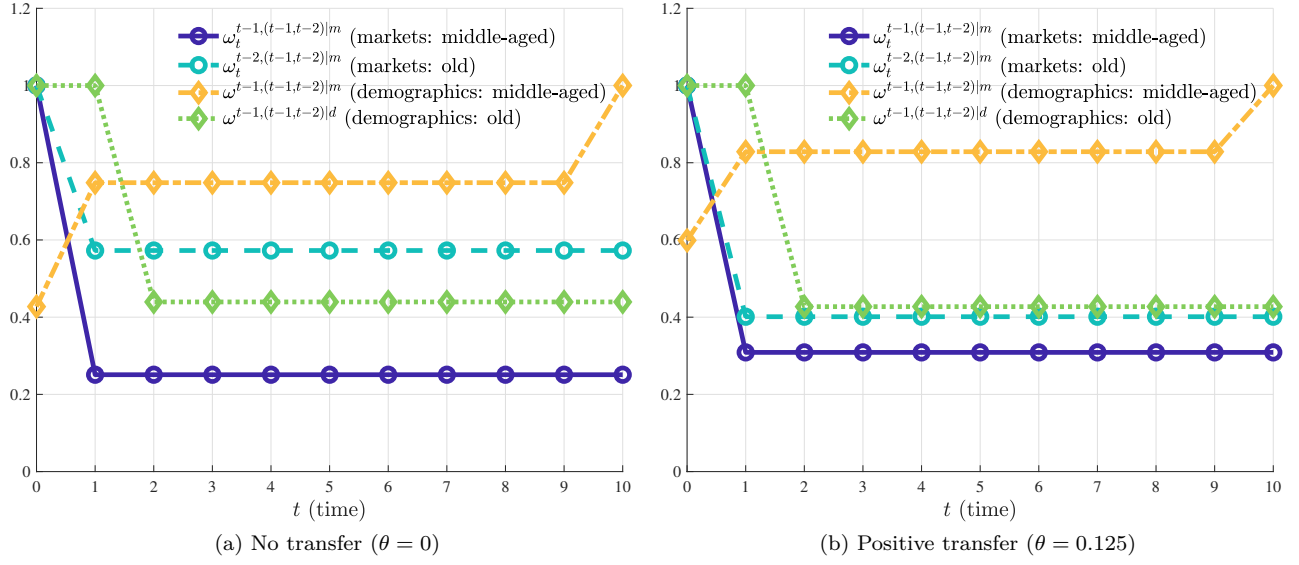 1.2
1
0.8
0.6
0.4
0.2
0
ω_t^{t−1,(t−1,t−2)|m} (markets: middle-aged)
ω_t^{t−2,(t−1,t−2)|m} (markets: old)
ω^{t−1,(t−1,t−2)|m} (demographics: middle-aged)
ω^{t−1,(t−1,t−2)|d} (demographics: old)
0 1 2 3 4 5 6 7 8 9 10
t (time)
(a) No transfer (θ = 0)
1.2
1
0.8
0.6
0.4
0.2
0
ω_t^{t−1,(t−1,t−2)|m} (markets: middle-aged)
ω_t^{t−2,(t−1,t−2)|m} (markets: old)
ω^{t−1,(t−1,t−2)|m} (demographics: middle-aged)
ω^{t−1,(t−1,t−2)|d} (demographics: old)
0 1 2 3 4 5 6 7 8 9 10
t (time)
(b) Positive transfer (θ = 0.125)